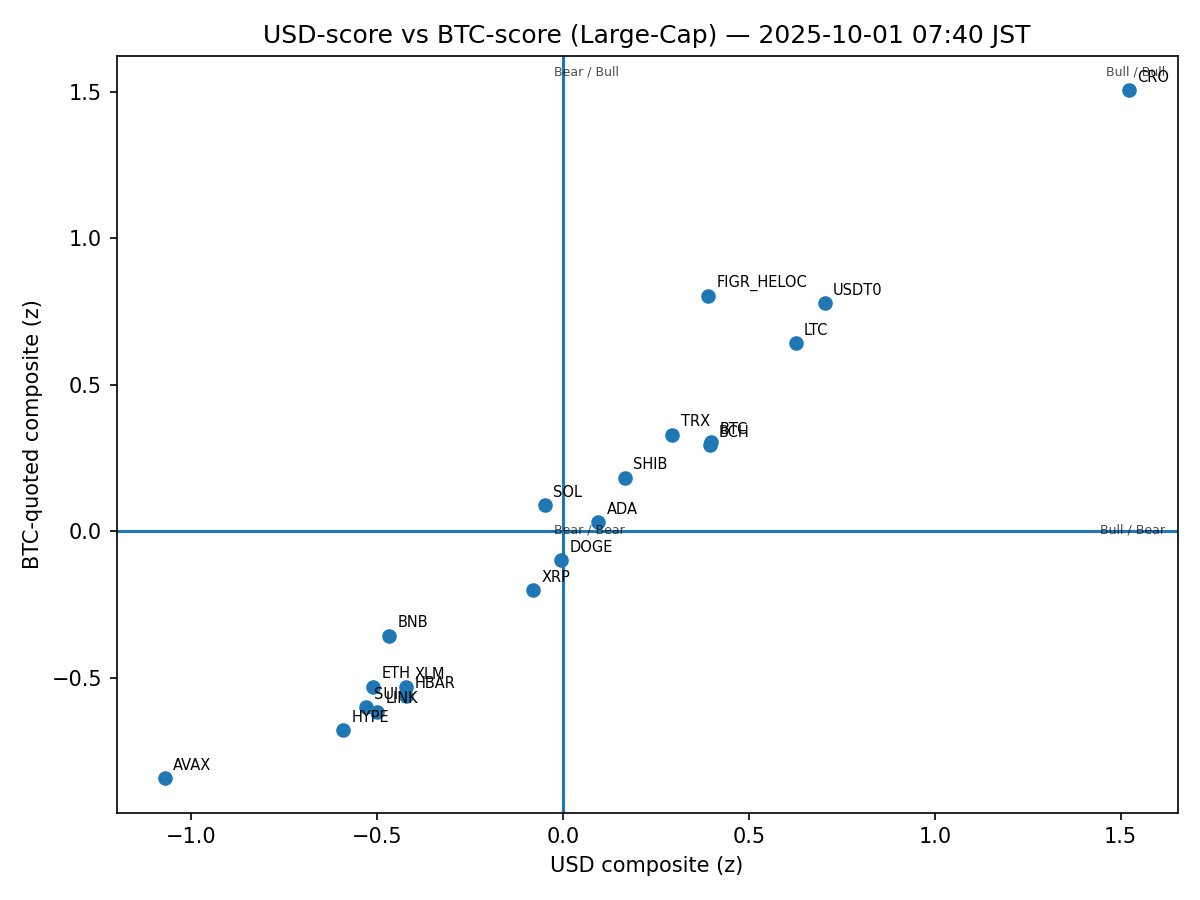 USD-score vs BTC-score (Large-Cap) — 2025-10-01 07:40 JST
Bear / Bull
Bull / Bull
CRO
1.5
1.0
FIGR_HELOC
USDT0
LTC
0.5
TRX
BTC
BCH
SHIB
SOL
ADA
0.0
Bear / Bear
Bull / Bear
DOGE
XRP
BNB
ETH
XLM
HBAR
−0.5
SUI
LINK
HYPE
AVAX
BTC-quoted composite (z)
−1.0
−0.5
0.0
0.5
1.0
1.5
USD composite (z)